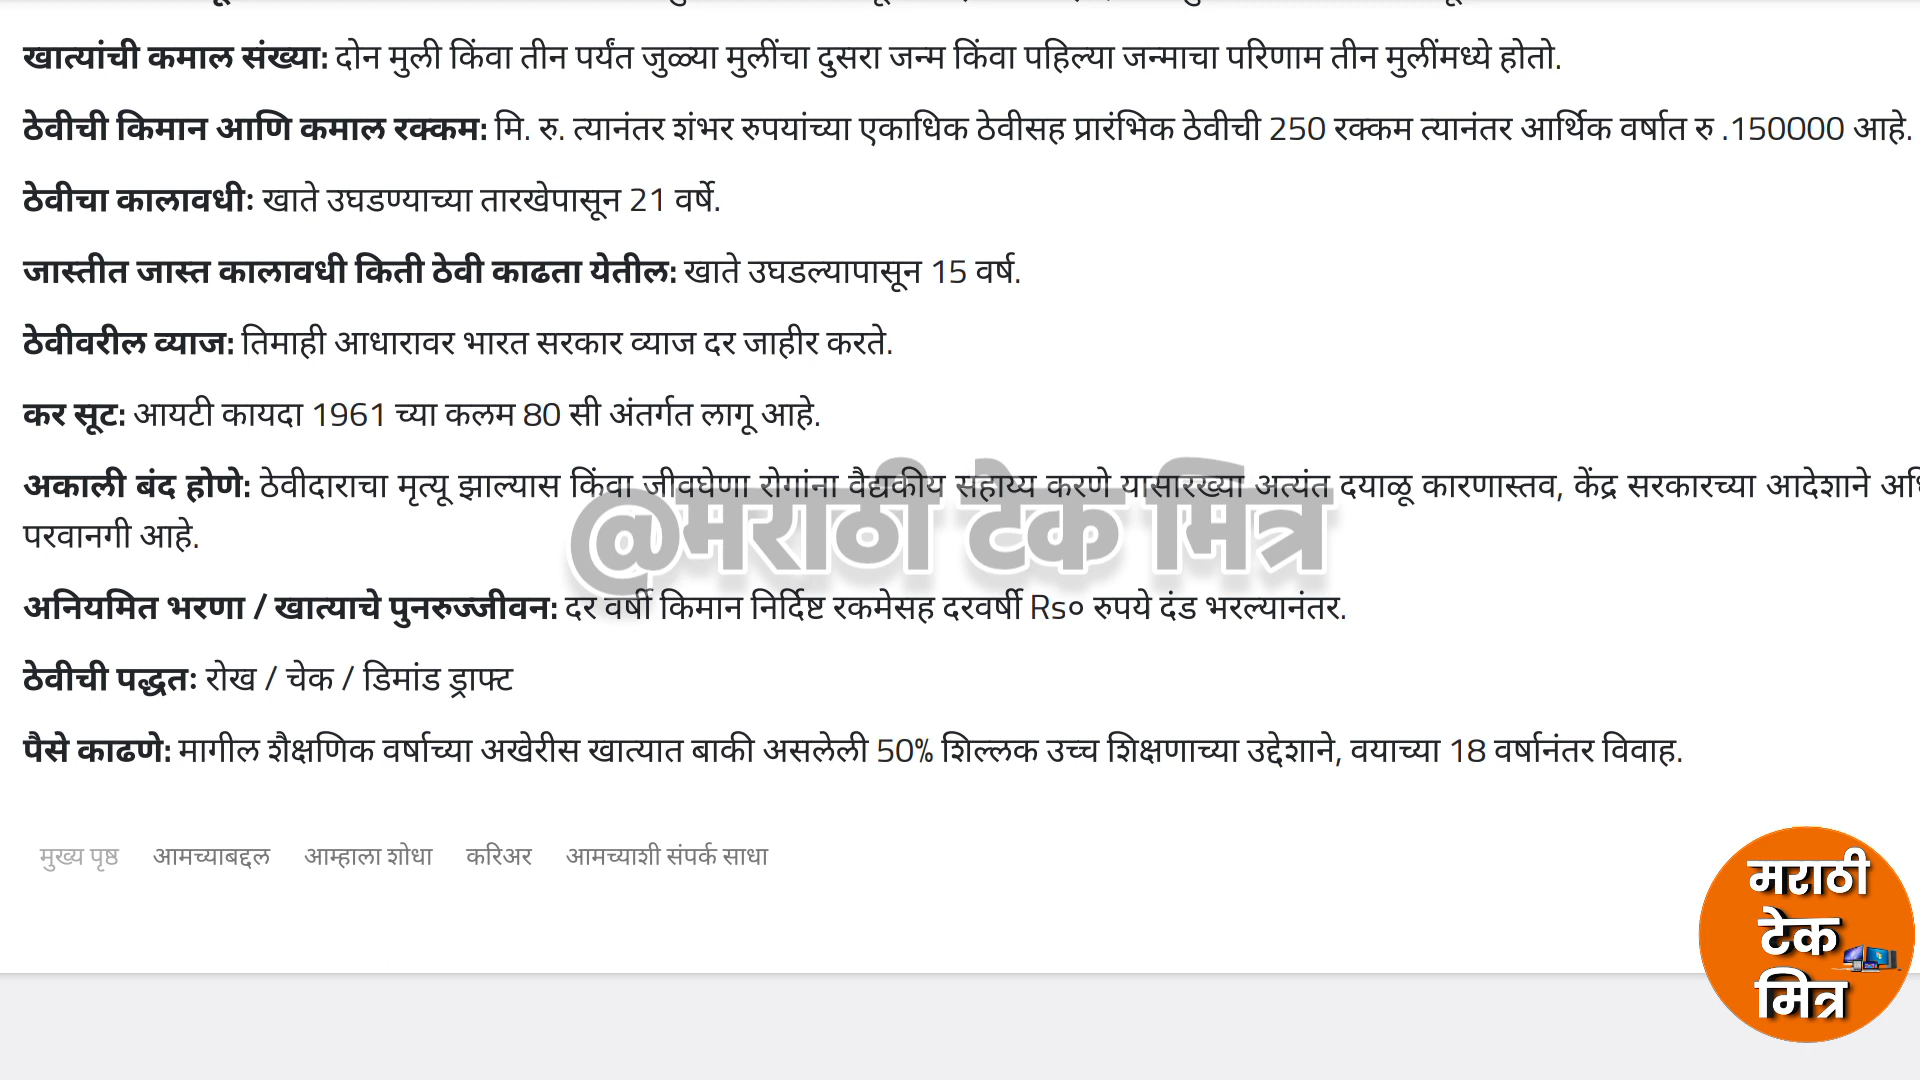 खात्यांची कमाल संख्या: दोन मुली किंवा तीन पर्यंत जुळ्या मुलींचा दुसरा जन्म किंवा पहिल्या जन्माचा परिणाम तीन मुलींमध्ये होतो.
ठेवीची किमान आणि कमाल रक्कम: मि. रु. त्यानंतर शंभर रुपयांच्या एकाधिक ठेवीसह प्रारंभिक ठेवीची 250 रक्कम त्यानंतर आर्थिक वर्षात रु .150000 आहे.
ठेवीचा कालावधी: खाते उघडण्याच्या तारखेपासून 21 वर्षे.
जास्तीत जास्त कालावधी किती ठेवी काढता येतील: खाते उघडल्यापासून 15 वर्ष.
ठेवीवरील व्याज: तिमाही आधारावर भारत सरकार व्याज दर जाहीर करते.
कर सूट: आयटी कायदा 1961 च्या कलम 80 सी अंतर्गत लागू आहे.
अकाली बंद होणे: ठेवीदाराचा मृत्यू झाल्यास किंवा जीवघेणा रोगांना वैद्यकीय सहाय्य करणे यासारख्या अत्यंत दयाळू कारणास्तव, केंद्र सरकारच्या आदेशाने
परवानगी आहे.
@मराठी टेक मित्र
अनियमित भरणा / खात्याचे पुनरुज्जीवन: दर वर्षी किमान निर्दिष्ट रकमेसह दरवर्षी Rs० रुपये दंड भरल्यानंतर.
ठेवीची पद्धत: रोख / चेक / डिमांड ड्राफ्ट
पैसे काढणे: मागील शैक्षणिक वर्षाच्या अखेरीस खात्यात बाकी असलेली 50% शिल्लक उच्च शिक्षणाच्या उद्देशाने, वयाच्या 18 वर्षानंतर विवाह.
मुख्य पृष्ठ आमच्याबद्दल आम्हाला शोधा करिअर आमच्याशी संपर्क साधा
मराठी
टेक
मित्र